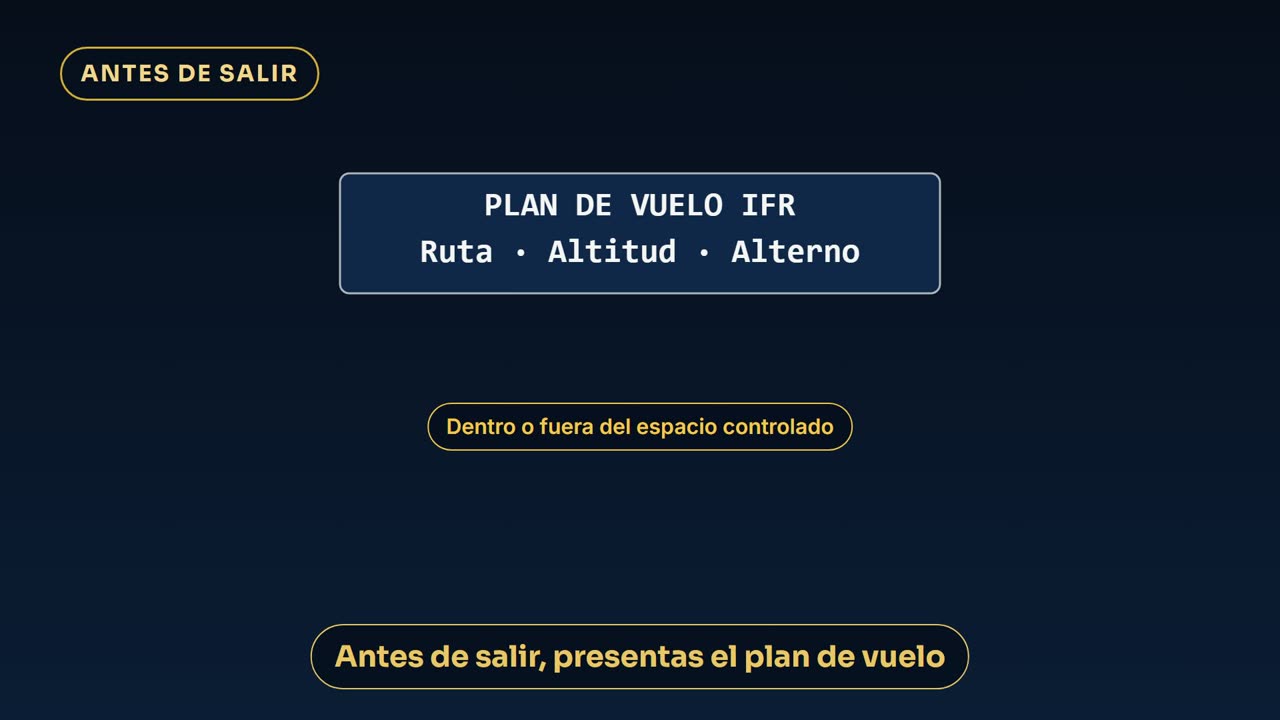 ANTES DE SALIR
PLAN DE VUELO IFR
Ruta · Altitud · Alterno
Dentro o fuera del espacio controlado
Antes de salir, presentas el plan de vuelo